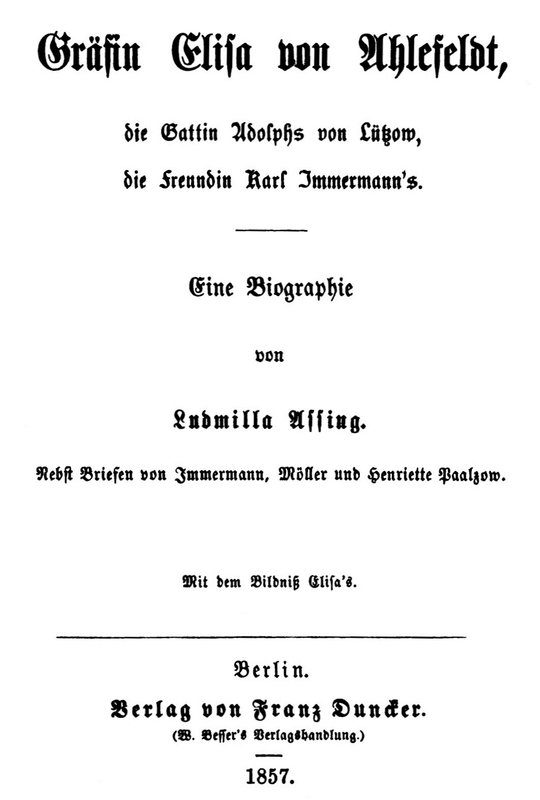 Gräfin Elisa von Ahlefeldt,
die Gattin Adolphs von Lützow,
die Freundin Karl Immermann's.
Eine Biographie
von
Ludmilla Assing.
Nebst Briefen von Immermann, Möller und Henriette Paalzow.
Mit dem Bildniß Elisa's.
Berlin.
Verlag von Franz Duncker.
(W. Besser's Verlagshandlung.)
1857.